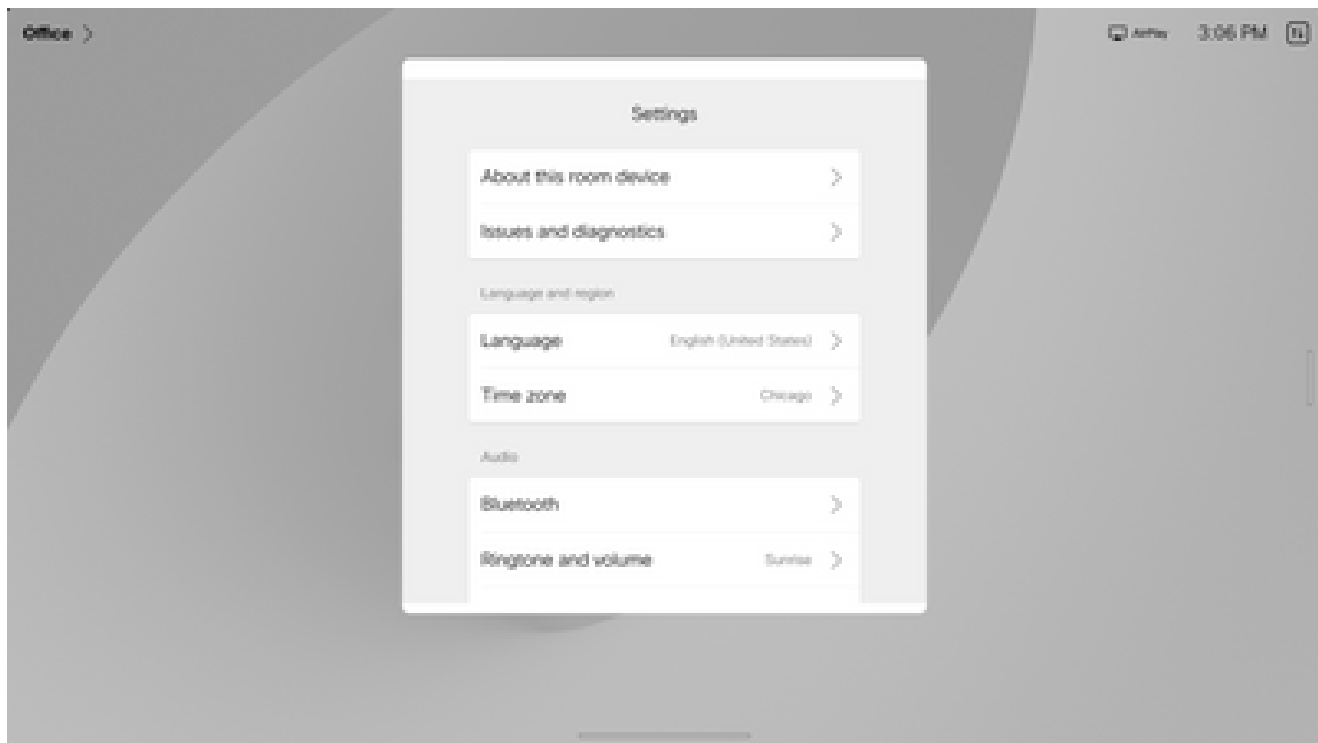 Office
AirPlay 3:06 PM
Settings
About this room device
Issues and diagnostics
Language and region
Language English (United States)
Time zone Chicago
Audio
Bluetooth
Ringtone and volume Sunrise